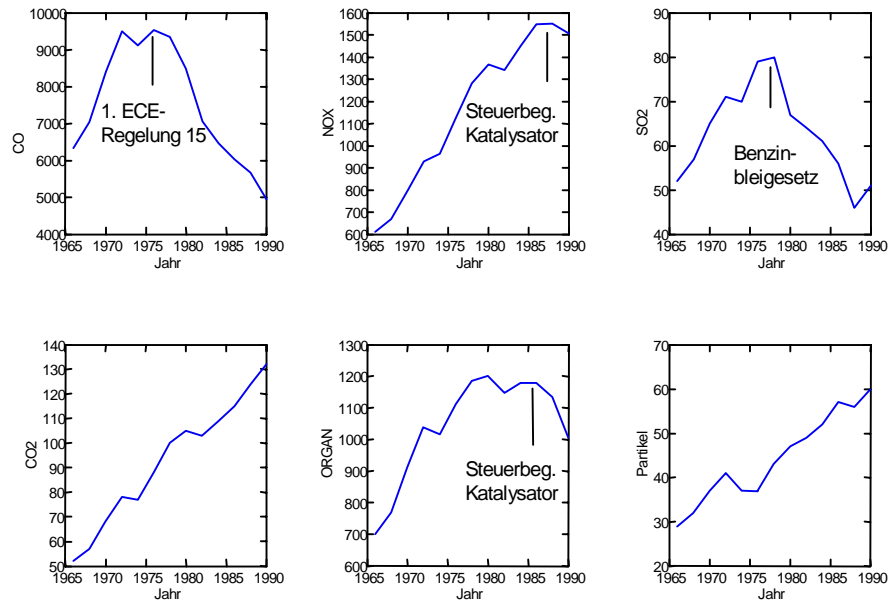 10000
9000
8000
7000
6000
5000
4000
CO
1. ECE-
Regelung 15
1965 1970 1975 1980 1985 1990
Jahr
1600
1500
1400
1300
1200
1100
1000
900
800
700
600
NOX
Steuerbeg.
Katalysator
1965 1970 1975 1980 1985 1990
Jahr
90
80
70
60
50
40
SO2
Benzin-
bleigesetz
1965 1970 1975 1980 1985 1990
Jahr
140
130
120
110
100
90
80
70
60
50
CO2
1965 1970 1975 1980 1985 1990
Jahr
1300
1200
1100
1000
900
800
700
600
ORGAN
Steuerbeg.
Katalysator
1965 1970 1975 1980 1985 1990
Jahr
70
60
50
40
30
20
Partikel
1965 1970 1975 1980 1985 1990
Jahr